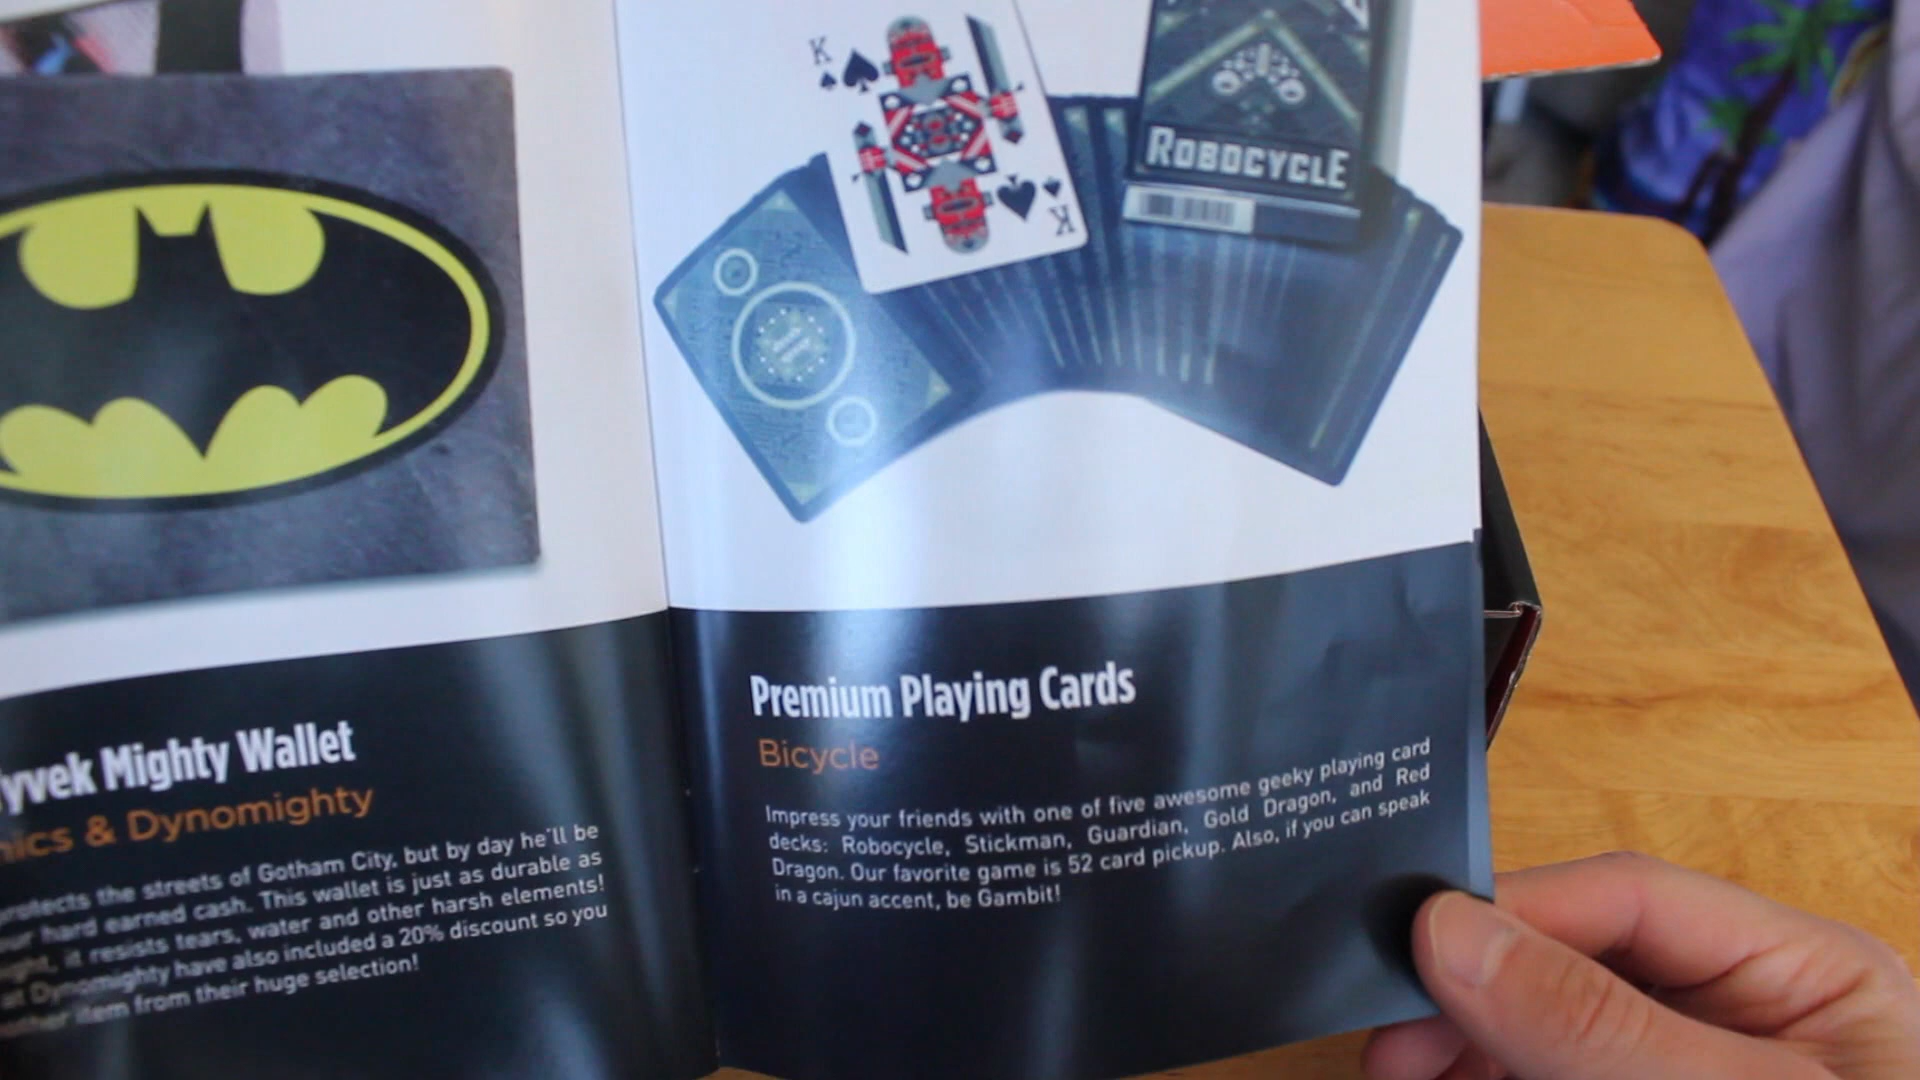 yvek Mighty Wallet
ics & Dynomighty
protects the streets of Gotham City, but by day he'll be
hard earned cash. This wallet is just as durable as
it resists tears, water and other harsh elements!
at Dynomighty have also included a 20% discount so you
item from their huge selection!
K
K
ROBOCYCLE
Premium Playing Cards
Bicycle
Impress your friends with one of five awesome geeky playing card
decks: Robocycle, Stickman, Guardian, Gold Dragon, and Red
Dragon. Our favorite game is 52 card pickup. Also, if you can speak
in a cajun accent, be Gambit!